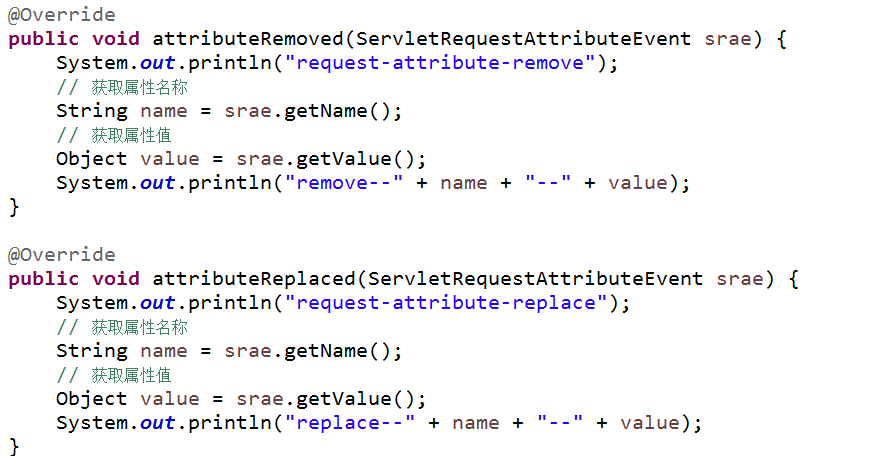 @Override
public void attributeRemoved(ServletRequestAttributeEvent srae) {
    System.out.println("request-attribute-remove");
    // 获取属性名称
    String name = srae.getName();
    // 获取属性值
    Object value = srae.getValue();
    System.out.println("remove--" + name + "--" + value);
}

@Override
public void attributeReplaced(ServletRequestAttributeEvent srae) {
    System.out.println("request-attribute-replace");
    // 获取属性名称
    String name = srae.getName();
    // 获取属性值
    Object value = srae.getValue();
    System.out.println("replace--" + name + "--" + value);
}